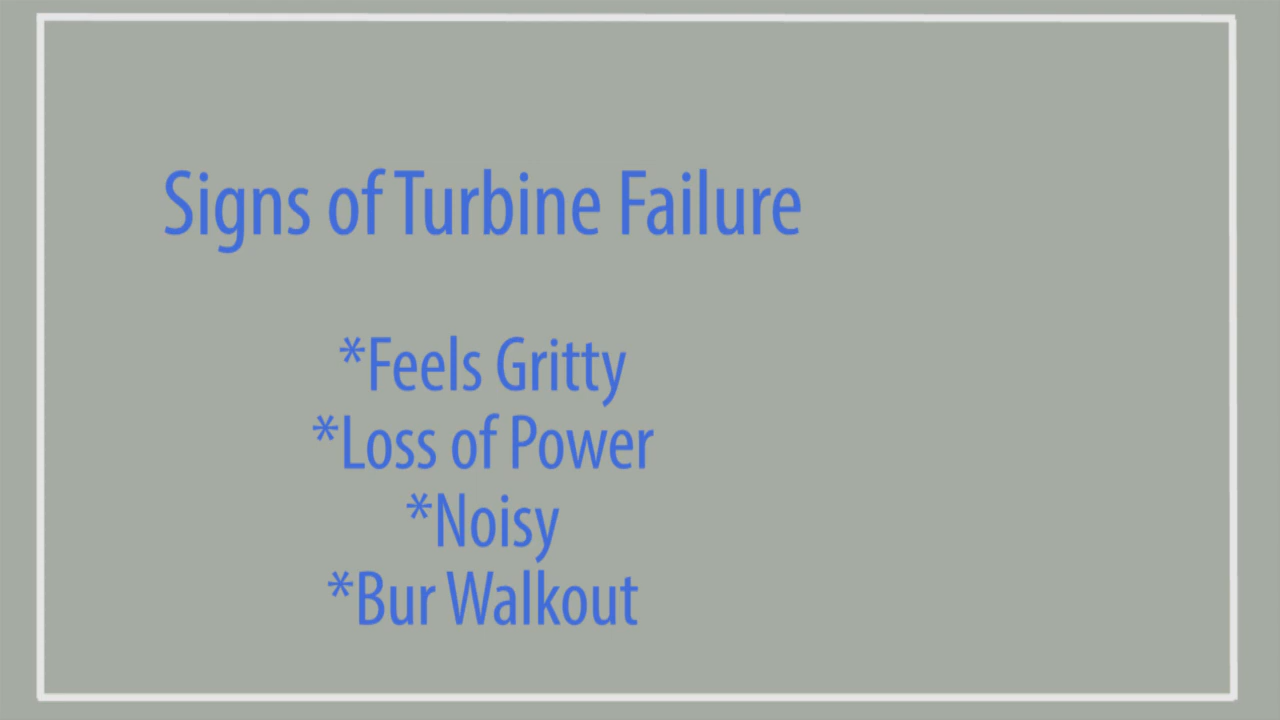 Signs of Turbine Failure
*Feels Gritty
*Loss of Power
*Noisy
*Bur Walkout